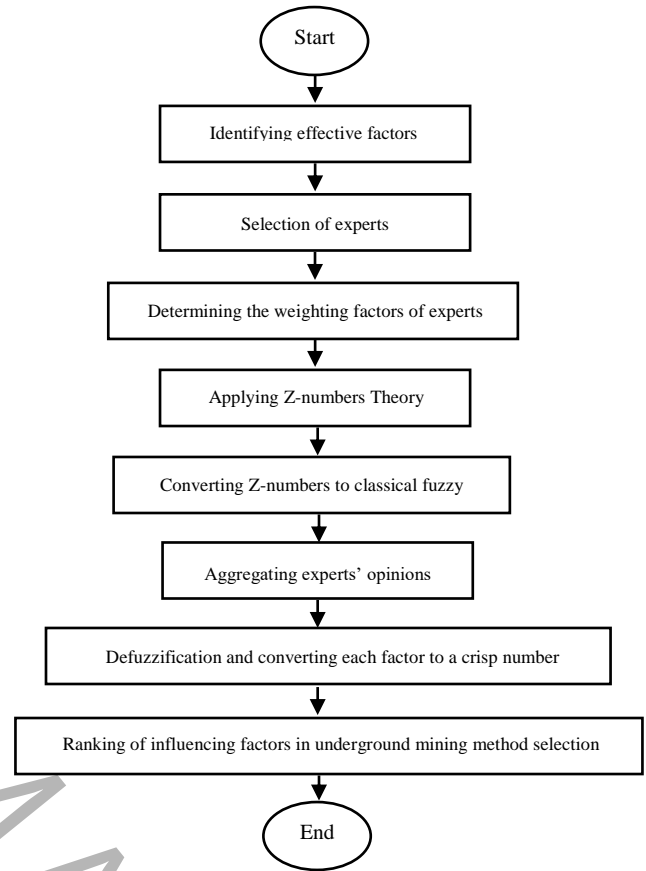 Start
Identifying effective factors
Selection of experts
Determining the weighting factors of experts
Applying Z-numbers Theory
Converting Z-numbers to classical fuzzy
Aggregating experts’ opinions
Defuzzification and converting each factor to a crisp number
Ranking of influencing factors in underground mining method selection
End